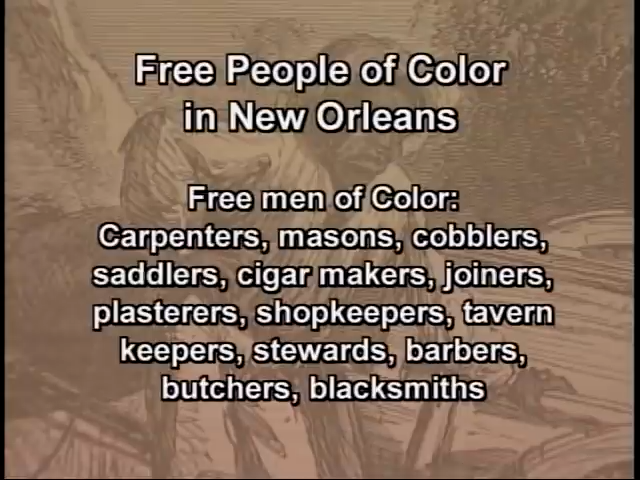 Free People of Color
in New Orleans
Free men of Color:
Carpenters, masons, cobblers,
saddlers, cigar makers, joiners,
plasterers, shopkeepers, tavern
keepers, stewards, barbers,
butchers, blacksmiths